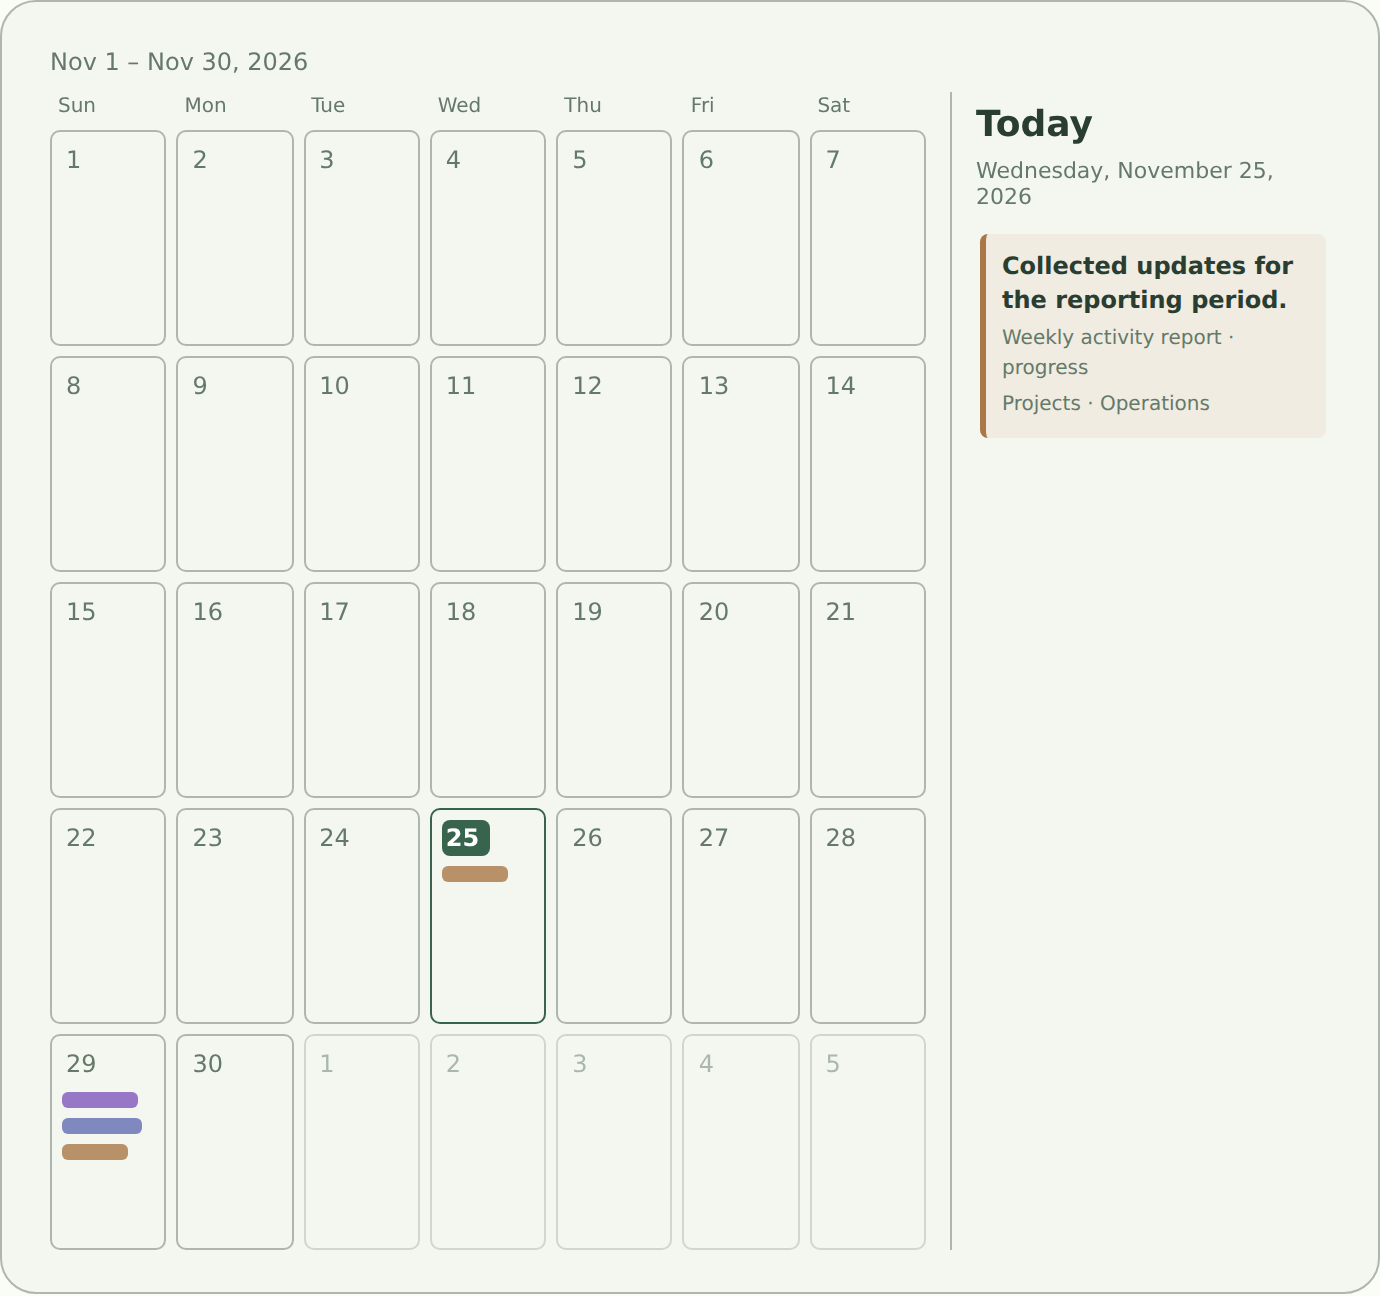 Nov 1 – Nov 30, 2026
Sun Mon Tue Wed Thu Fri Sat
1 2 3 4 5 6 7
8 9 10 11 12 13 14
15 16 17 18 19 20 21
22 23 24 25 26 27 28
29 30 1 2 3 4 5
Today
Wednesday, November 25,
2026
Collected updates for
the reporting period.
Weekly activity report ·
progress
Projects · Operations